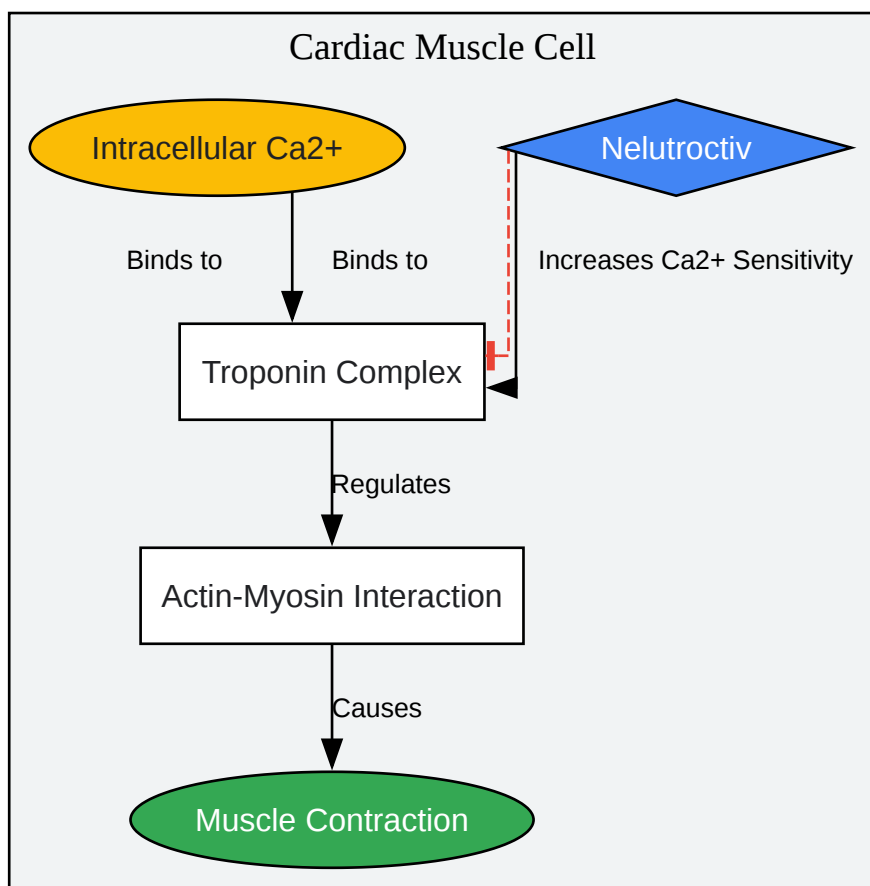 Cardiac Muscle Cell
Intracellular Ca2+
Nelutroctiv
Binds to
Binds to
Increases Ca2+ Sensitivity
Troponin Complex
Regulates
Actin-Myosin Interaction
Causes
Muscle Contraction